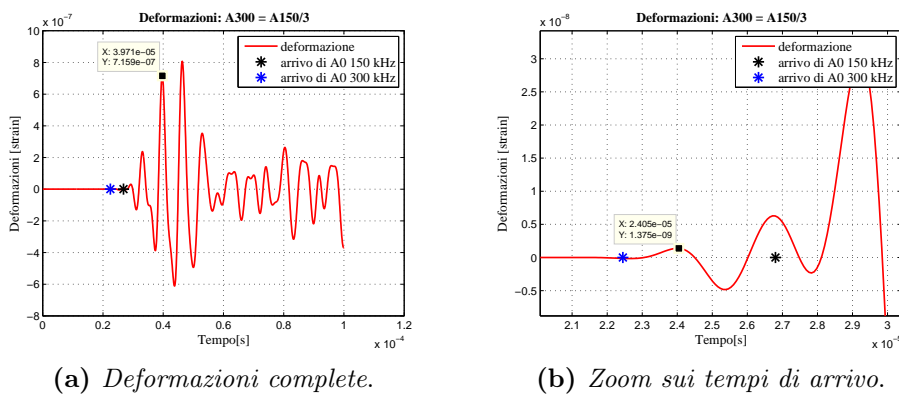 Deformazioni: A300 = A150/3
x 10⁻⁷
10
8
6
4
2
0
−2
−4
−6
−8
Deformazioni [strain]
X: 3.971e−05
Y: 7.159e−07
deformazione
arrivo di A0 150 kHz
arrivo di A0 300 kHz
0
0.2
0.4
0.6
0.8
1
1.2
Tempo[s]
x 10⁻⁴
(a) Deformazioni complete.
Deformazioni: A300 = A150/3
x 10⁻⁸
3
2.5
2
1.5
1
0.5
0
−0.5
Deformazioni [strain]
deformazione
arrivo di A0 150 kHz
arrivo di A0 300 kHz
X: 2.405e−05
Y: 1.375e−09
2.1
2.2
2.3
2.4
2.5
2.6
2.7
2.8
2.9
3
Tempo[s]
(b) Zoom sui tempi di arrivo.